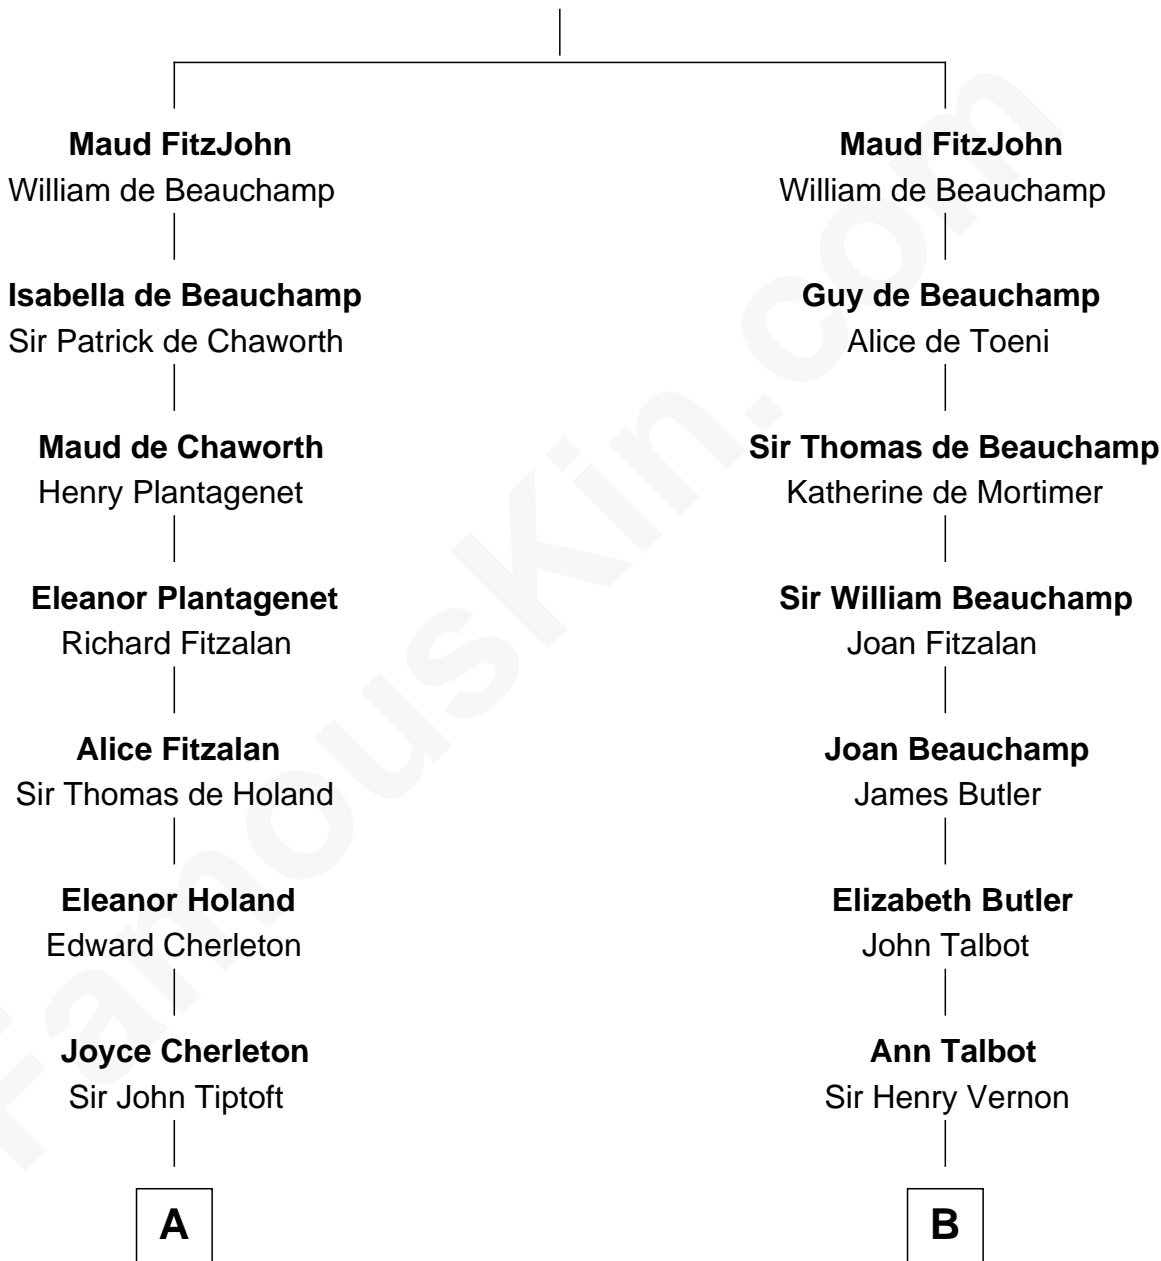 Maud FitzJohn
William de Beauchamp
Isabella de Beauchamp
Sir Patrick de Chaworth
Maud de Chaworth
Henry Plantagenet
Eleanor Plantagenet
Richard Fitzalan
Alice Fitzalan
Sir Thomas de Holand
Eleanor Holand
Edward Cherleton
Joyce Cherleton
Sir John Tiptoft
A
Maud FitzJohn
William de Beauchamp
Guy de Beauchamp
Alice de Toeni
Sir Thomas de Beauchamp
Katherine de Mortimer
Sir William Beauchamp
Joan Fitzalan
Joan Beauchamp
James Butler
Elizabeth Butler
John Talbot
Ann Talbot
Sir Henry Vernon
B
FamousKin.com